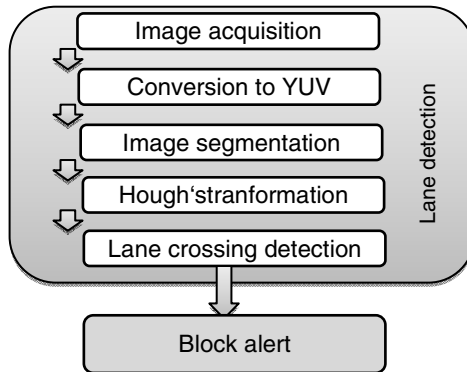 Image acquisition
Conversion to YUV
Image segmentation
Hough‘stranformation
Lane crossing detection
Lane detection
Block alert